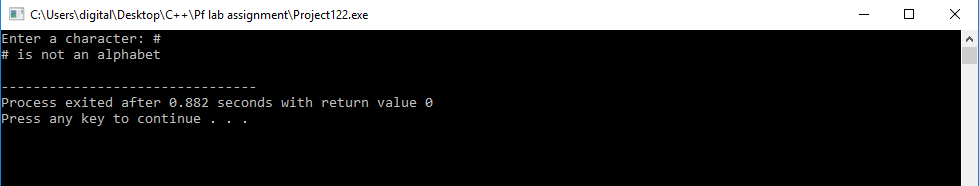 C:\Users\digital\Desktop\C++\Pf lab assignment\Project122.exe
Enter a character: #
# is not an alphabet
--------------------------------
Process exited after 0.882 seconds with return value 0
Press any key to continue . . .